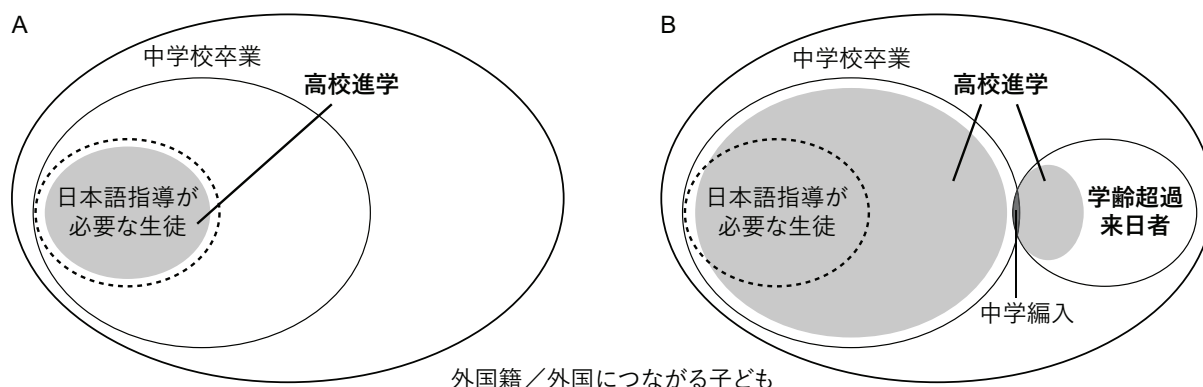 A
中学校卒業
高校進学
日本語指導が
必要な生徒
B
中学校卒業
高校進学
日本語指導が
必要な生徒
学齢超過
来日者
中学編入
外国籍／外国につながる子ども